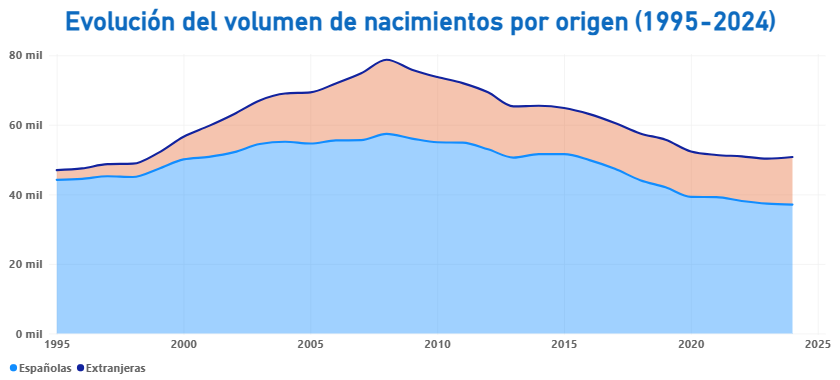 Evolución del volumen de nacimientos por origen (1995-2024)
80 mil
60 mil
40 mil
20 mil
0 mil
1995 2000 2005 2010 2015 2020 2025
Españolas Extranjeras